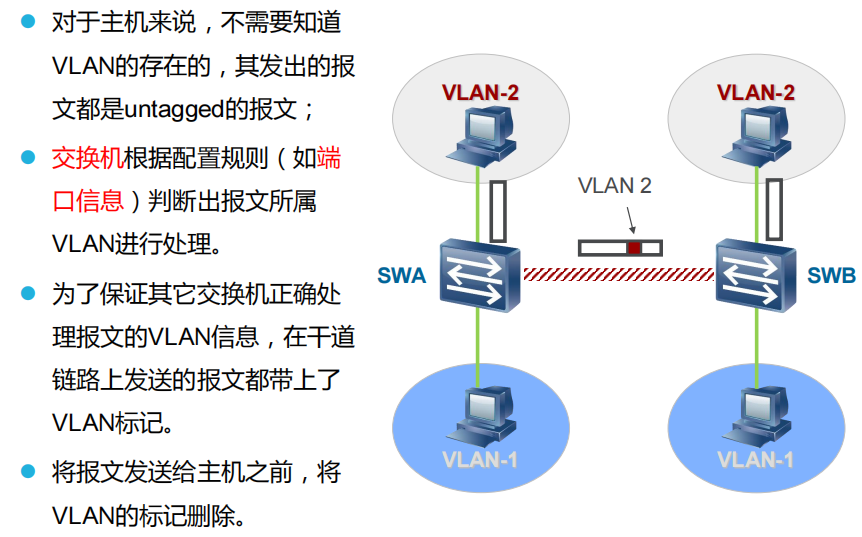 对于主机来说，不需要知道
VLAN的存在的，其发出的报
文都是untagged的报文；
交换机根据配置规则（如端
口信息）判断出报文所属
VLAN进行处理。
为了保证其它交换机正确处
理报文的VLAN信息，在干道
链路上发送的报文都带上了
VLAN标记。
将报文发送给主机之前，将
VLAN的标记删除。
VLAN-2
VLAN-2
VLAN 2
SWA
SWB
VLAN-1
VLAN-1